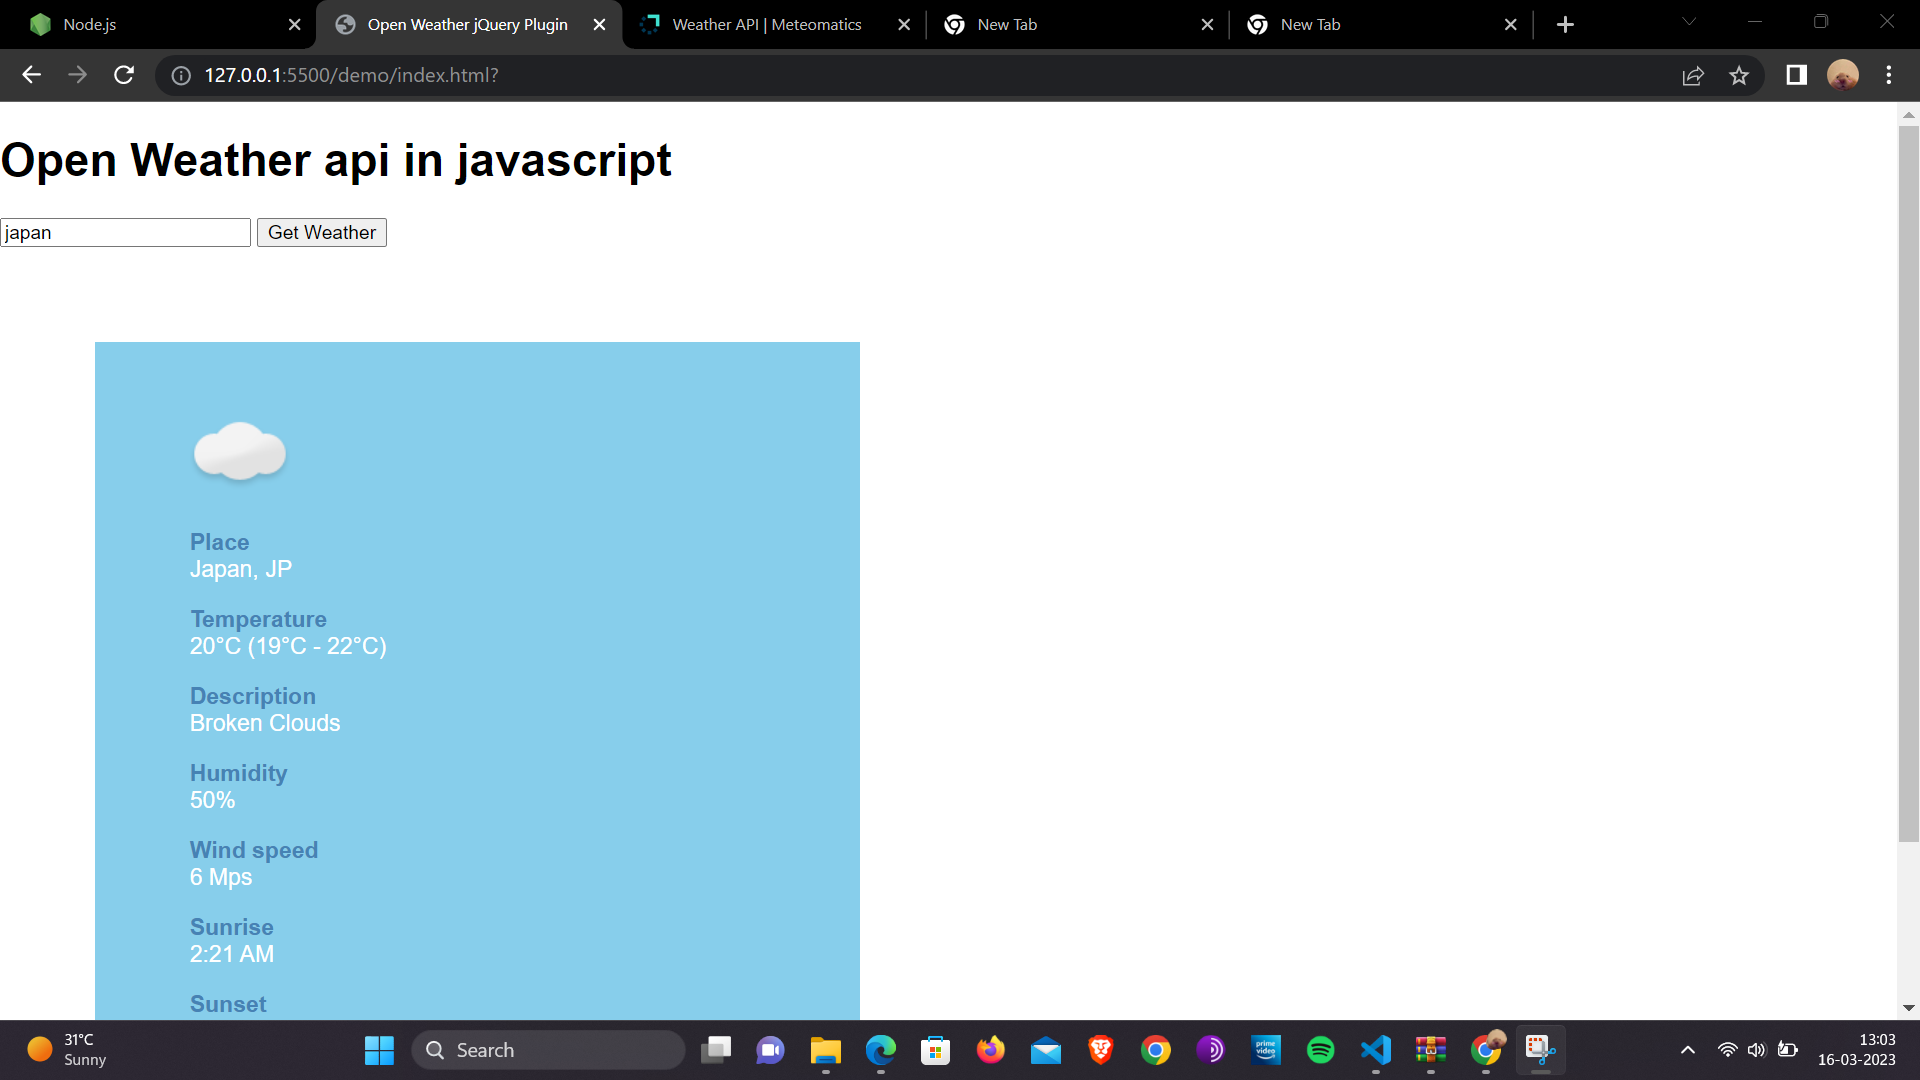 Node.js
Open Weather jQuery Plugin
Weather API | Meteomatics
New Tab
New Tab
127.0.0.1:5500/demo/index.html?
Open Weather api in javascript
japan Get Weather
Place
Japan, JP
Temperature
20°C (19°C - 22°C)
Description
Broken Clouds
Humidity
50%
Wind speed
6 Mps
Sunrise
2:21 AM
Sunset
31°C
Sunny
Search
prime video
13:03
16-03-2023